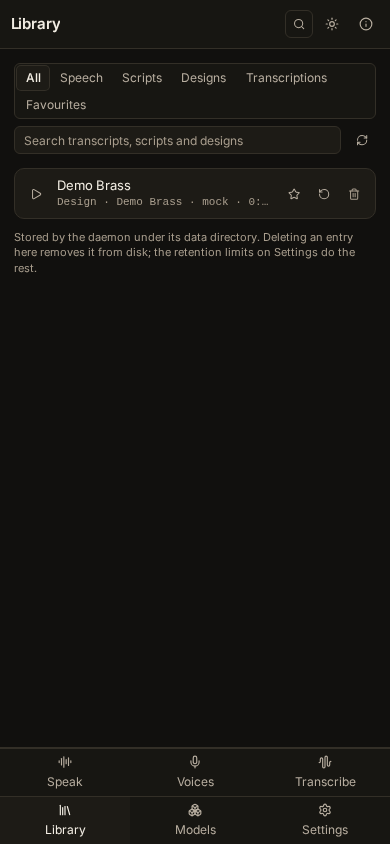 Library
All Speech Scripts Designs Transcriptions
Favourites
Search transcripts, scripts and designs
Demo Brass
Design · Demo Brass · mock · 0:…
Stored by the daemon under its data directory. Deleting an entry
here removes it from disk; the retention limits on Settings do the
rest.
Speak Voices Transcribe
Library Models Settings